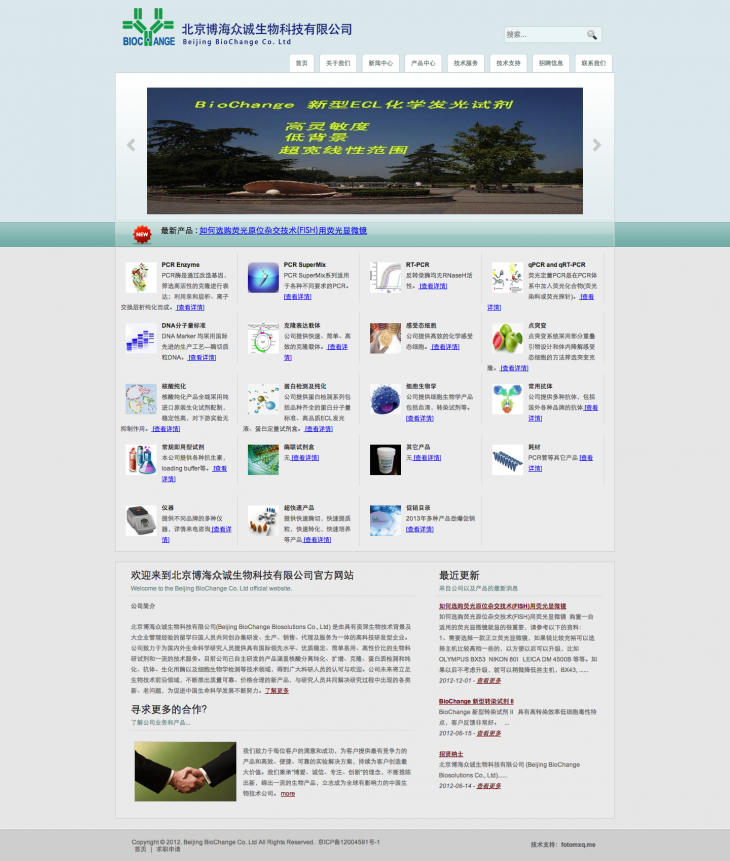 北京博海众诚生物科技有限公司
BIOCHANGE
Beijing BioChange Co. Ltd
搜索...
首页 关于我们 新闻中心 产品中心 技术服务 技术支持 招聘信息 联系我们
BioChange 新型ECL化学发光试剂
高灵敏度
低背景
超宽线性范围
NEW
最新产品 : 如何选购荧光原位杂交技术(FISH)用荧光显微镜
PCR Enzyme
PCR酶是通过改造基因、
筛选高活性的克隆进行表
达；利用亲和层析、离子
交换层析纯化而成。[查看详情]
PCR SuperMix
PCR SuperMix系列适用
于各种不同要求的PCR。
[查看详情]
RT-PCR
反转录酶均无RNaseH活
性。[查看详情]
qPCR and qRT-PCR
荧光定量PCR是在PCR体
系中加入荧光化合物(荧光
染料或荧光探针)。[查看
详情]
DNA分子量标准
DNA Marker 均采用国际
先进的生产工艺—酶切质
粒DNA。[查看详情]
克隆表达载体
公司提供快速、简单、高
效的克隆载体。[查看详
情]
感受态细胞
公司提供高效的化学感受
态细胞。[查看详情]
点突变
点突变系统采用部分重叠
引物设计和体内降解感受
态细胞的方法筛选突变克
隆。[查看详情]
核酸纯化
核酸纯化产品全线采用纯
进口原装生化试剂配制，
稳定性高，对下游实验无
抑制作用。[查看详情]
蛋白检测及纯化
公司提供蛋白检测系列包
括品种齐全的蛋白分子量
标准、高品质ECL发光
液、蛋白定量试剂盒。[查看详情]
细胞生物学
公司提供细胞生物学产品
包括血清、转染试剂等。
[查看详情]
常用抗体
公司提供多种抗体，包括
国外各种品牌的抗体[查看
详情]
常规即用型试剂
本公司提供各种抗生素、
loading buffer等。[查看
详情]
酶联试剂盒
无 [查看详情]
其它产品
无 [查看详情]
耗材
PCR管等其它产品 [查看
详情]
仪器
提供不同品牌的多种仪
器，详情来电咨询 [查看详
情]
超快速产品
提供快速酶切，快速提质
粒，快速转化，快速培养
等产品 [查看详情]
促销目录
2013年多种产品劲爆促销
[查看详情]
欢迎来到北京博海众诚生物科技有限公司官方网站
Welcome to the Beijing BioChange Co. Ltd official website.
公司简介
北京博海众诚生物科技有限公司(Beijing BioChange Biosolutions Co., Ltd) 是由具有资深生物技术背景及
大企业管理经验的留学归国人员共同创办集研发、生产、销售、代理及服务为一体的高科技研发型企业。
公司致力于为国内外生命科学研究人员提供具有国际领先水平、优质稳定、简单易用、高性价比的生物科
研试剂和一流的技术服务。目前公司已自主研发的产品涵盖核酸分离纯化、扩增、克隆、蛋白质检测和纯
化、抗体、生化用酶以及细胞生物学检测等技术领域，得到广大科研人员的认可与欢迎。公司未来将立足
生物技术前沿领域，不断推出质量可靠、价格合理的新产品，与研究人员共同解决研究过程中出现的各类
新、老问题，为促进中国生命科学发展不断努力。了解更多
寻求更多的合作?
了解公司业务和产品...
我们致力于每位客户的满意和成功，为客户提供最有竞争力的
产品和高效、便捷、可靠的实验解决方案，持续为客户创造最
大价值。我们秉承"博爱、诚信、专注、创新"的理念，不断推陈
出新，缔出一流的生物产品，立志成为全球有影响力的中国生
物技术公司。more
最近更新
来自公司以及产品的最新消息
如何选购荧光原位杂交技术(FISH)用荧光显微镜
如何选购荧光原位杂交技术(FISH)用荧光显微镜 购置一台
适用的荧光显微镜就显的很重要，请参考以下的资料：
1、需要选择一款正立荧光显微镜，如果钱比较充裕可以选
择主机比较高档一些的，以方便以后可以升级，比如
OLYMPUS BX53 NIKON 80I LEICA DM 4500B 等等。如
果以后不考虑升级，就可以稍微降低些主机，BX43, ......
2012-12-01 - 查看更多
BioChange 新型转染试剂 II
BioChange 新型转染试剂 II 具有高转染效率低细胞毒性特
点，客户反馈非常好。 ...
2012-06-15 - 查看更多
招贤纳士
北京博海众诚生物科技有限公司 (Beijing BioChange
Biosolutions Co., Ltd).....
2012-06-14 - 查看更多
Copyright © 2012. Beijing BioChange Co. Ltd All Rights Reserved. 京ICP备12004591号-1
首页 | 求职申请
技术支持：fotomxq.me